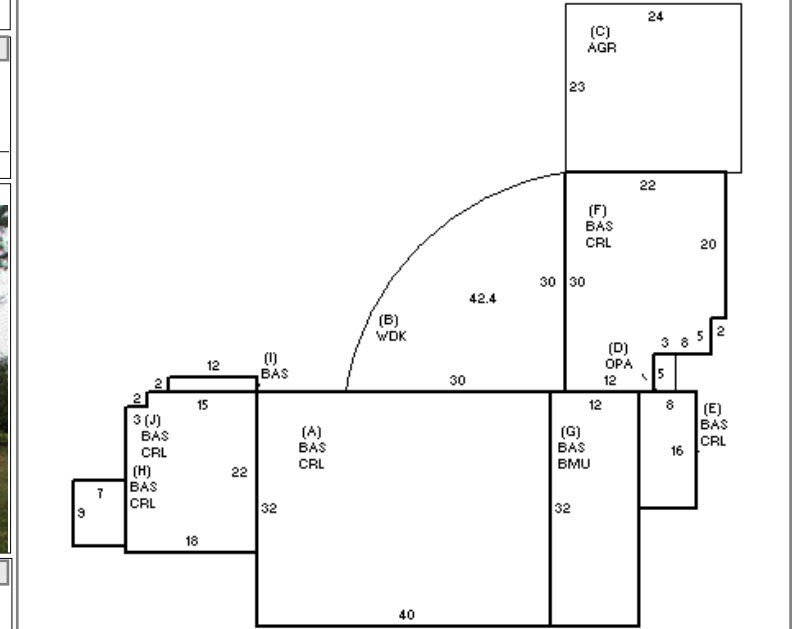 24
(C)
AGR
23
22
(F)
BAS
CRL
20
30
30
42.4
(B)
WDK
30
(D)
OPA
12
3
8
5
2
5
12
(I)
BAS
2
2
15
3
(J)
BAS
CRL
(H)
BAS
CRL
22
7
9
18
(A)
BAS
CRL
32
40
12
(G)
BAS
BMU
32
8
16
(E)
BAS
CRL